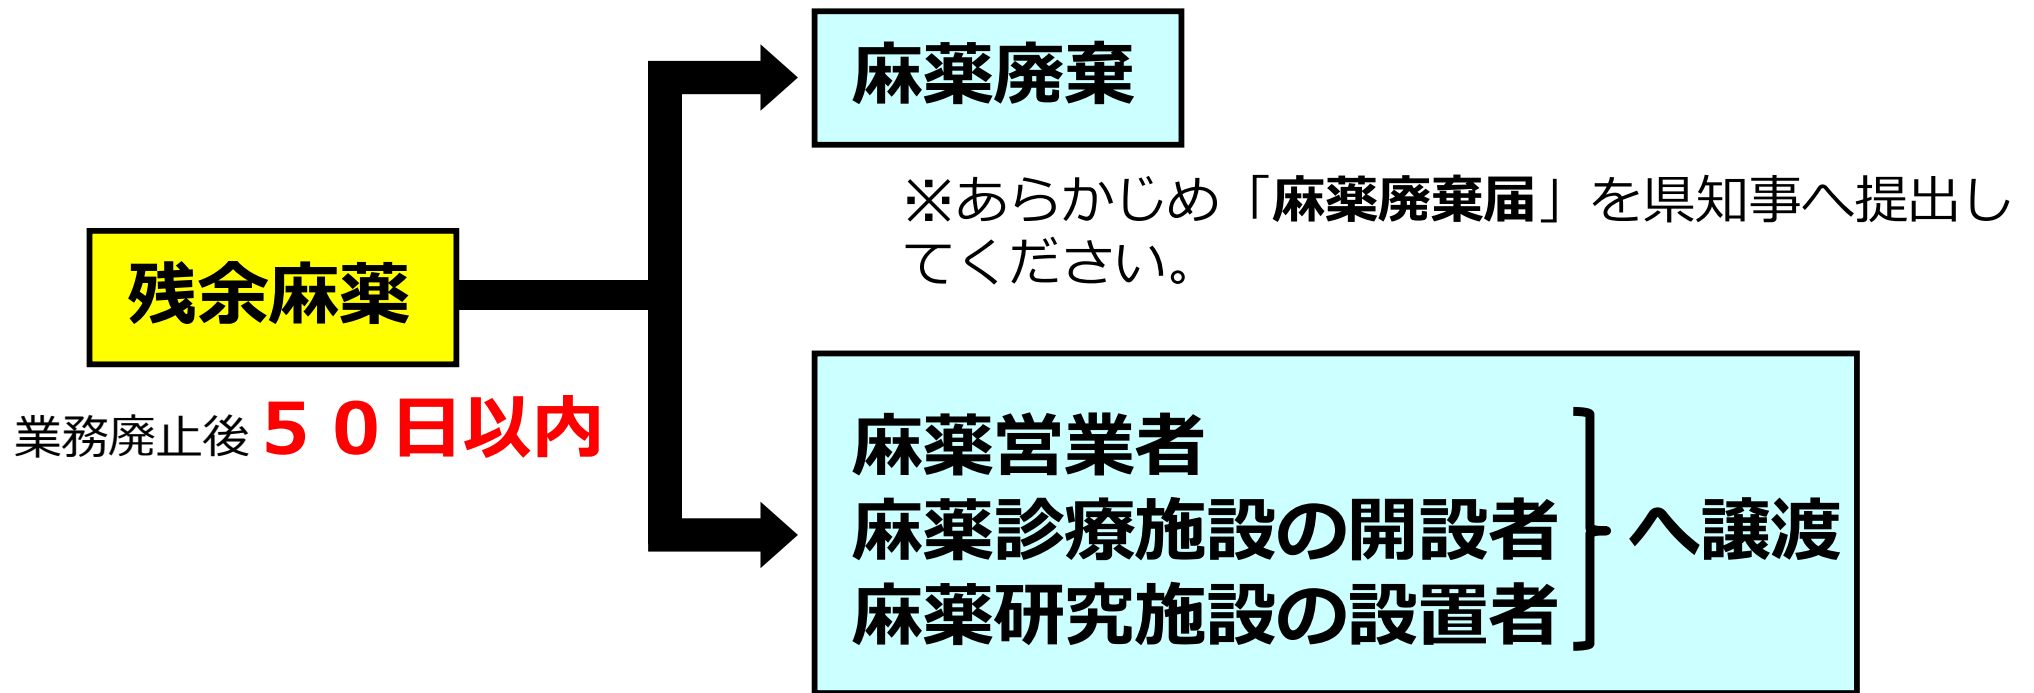 麻薬廃棄
※あらかじめ「麻薬廃棄届」を県知事へ提出し
てください。
残余麻薬
業務廃止後５０日以内
麻薬営業者
麻薬診療施設の開設者
へ譲渡
麻薬研究施設の設置者